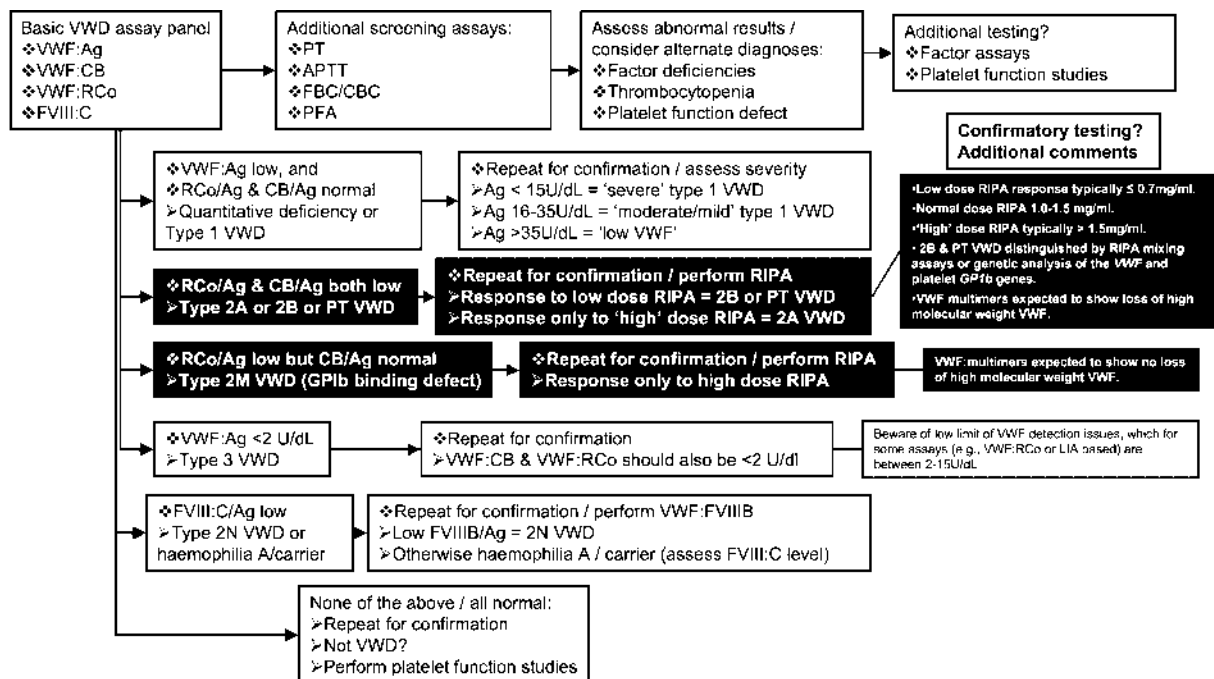 Basic VWD assay panel
❖VWF:Ag
❖VWF:CB
❖VWF:RCo
❖FVIII:C
Additional screening assays:
❖PT
❖APTT
❖FBC/CBC
❖PFA
Assess abnormal results /
consider alternate diagnoses:
❖Factor deficiencies
❖Thrombocytopenia
❖Platelet function defect
Additional testing?
❖Factor assays
❖Platelet function studies
Confirmatory testing?
Additional comments
❖VWF:Ag low, and
❖RCo/Ag & CB/Ag normal
➢Quantitative deficiency or
Type 1 VWD
❖Repeat for confirmation / assess severity
➢Ag < 15U/dL = ‘severe’ type 1 VWD
➢Ag 16-35U/dL = ‘moderate/mild’ type 1 VWD
➢Ag >35U/dL = ‘low VWF’
•Low dose RIPA response typically ≤ 0.7mg/ml.
•Normal dose RIPA 1.0-1.5 mg/ml.
•‘High’ dose RIPA typically > 1.5mg/ml.
• 2B & PT VWD distinguished by RIPA mixing
assays or genetic analysis of the VWF and
platelet GP1b genes.
•VWF multimers expected to show loss of high
molecular weight VWF.
❖RCo/Ag & CB/Ag both low
➢Type 2A or 2B or PT VWD
❖Repeat for confirmation / perform RIPA
➢Response to low dose RIPA = 2B or PT VWD
➢Response only to ‘high’ dose RIPA = 2A VWD
❖RCo/Ag low but CB/Ag normal
➢Type 2M VWD (GPIb binding defect)
❖Repeat for confirmation / perform RIPA
➢Response only to high dose RIPA
VWF:multimers expected to show no loss
of high molecular weight VWF.
❖VWF:Ag <2 U/dL
➢Type 3 VWD
❖Repeat for confirmation
➢VWF:CB & VWF:RCo should also be <2 U/dl
Beware of low limit of VWF detection issues, which for
some assays (e.g., VWF:RCo or LIA based) are
between 2-15U/dL
❖FVIII:C/Ag low
➢Type 2N VWD or
haemophilia A/carrier
❖Repeat for confirmation / perform VWF:FVIIIB
➢Low FVIIIB/Ag = 2N VWD
➢Otherwise haemophilia A / carrier (assess FVIII:C level)
None of the above / all normal:
➢Repeat for confirmation
➢Not VWD?
➢Perform platelet function studies